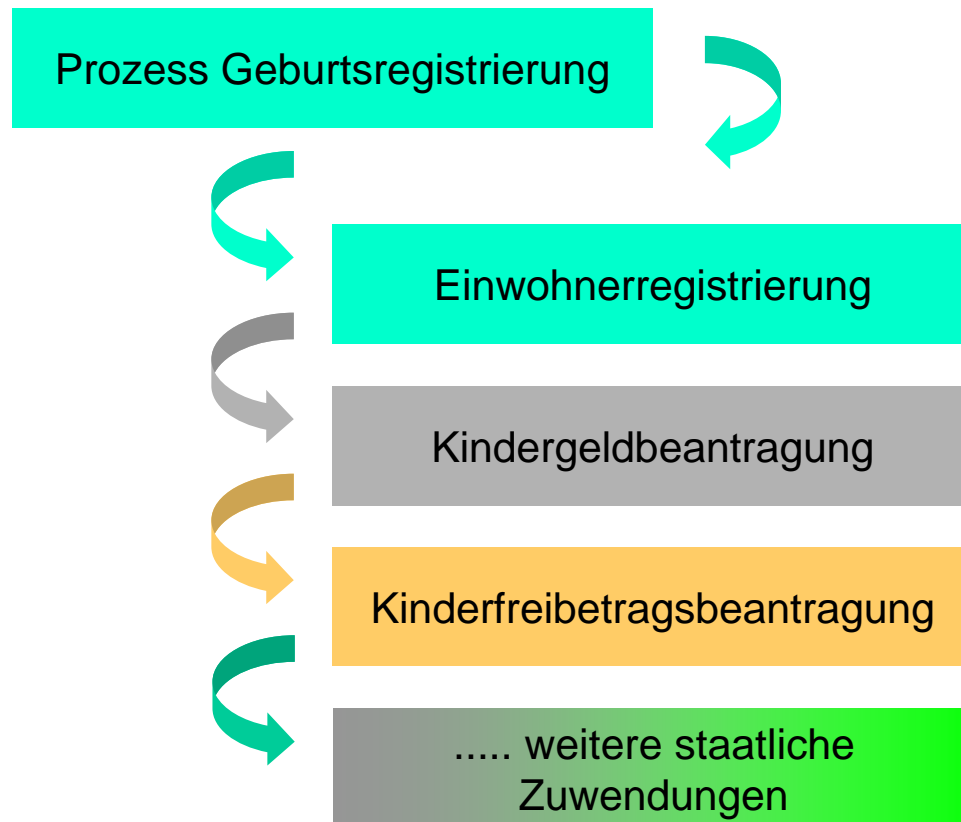 Prozess Geburtsregistrierung
Einwohnerregistrierung
Kindergeldbeantragung
Kinderfreibetragsbeantragung
..... weitere staatliche
Zuwendungen